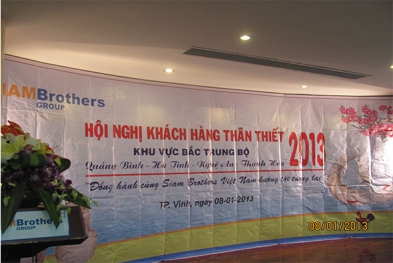 SIAMBrothers
GROUP
HỘI NGHỊ KHÁCH HÀNG THÂN THIẾT 2013
KHU VỰC BẮC TRUNG BỘ
Quảng Bình - Hà Tĩnh - Nghệ An - Thanh Hóa
Đồng hành cùng Siam Brothers Việt Nam hướng tới tương lai
TP. Vinh, ngày 08-01-2013
Brothers
GROUP
08/01/2013